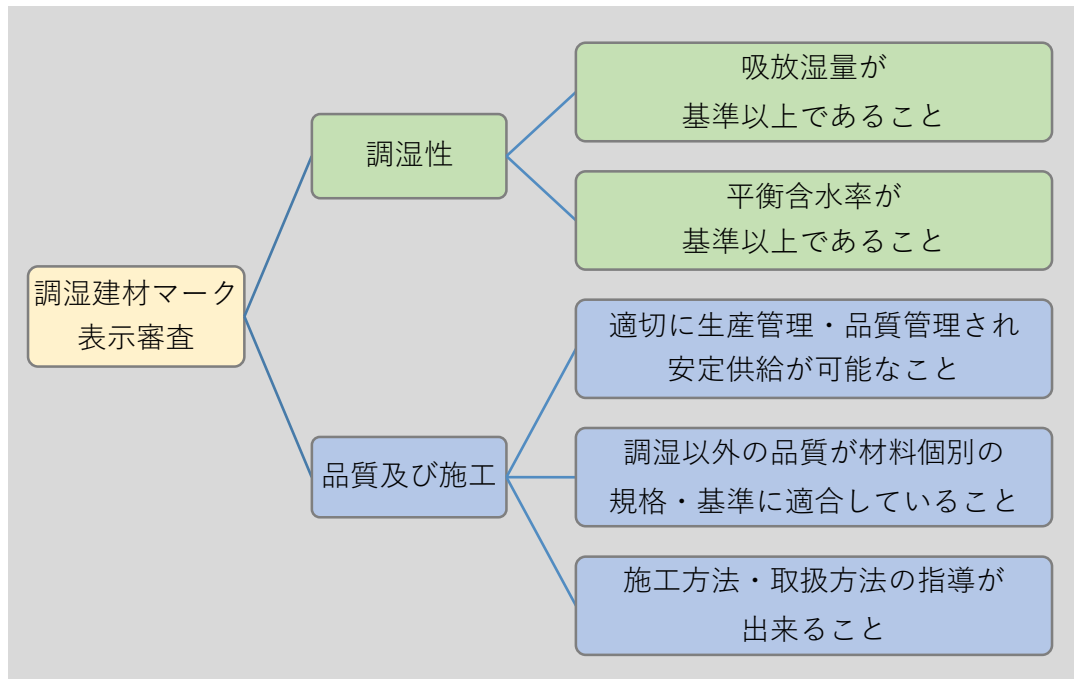 調湿建材マーク
表示審査
調湿性
吸放湿量が
基準以上であること
平衡含水率が
基準以上であること
品質及び施工
適切に生産管理・品質管理され
安定供給が可能なこと
調湿以外の品質が材料個別の
規格・基準に適合していること
施工方法・取扱方法の指導が
出来ること